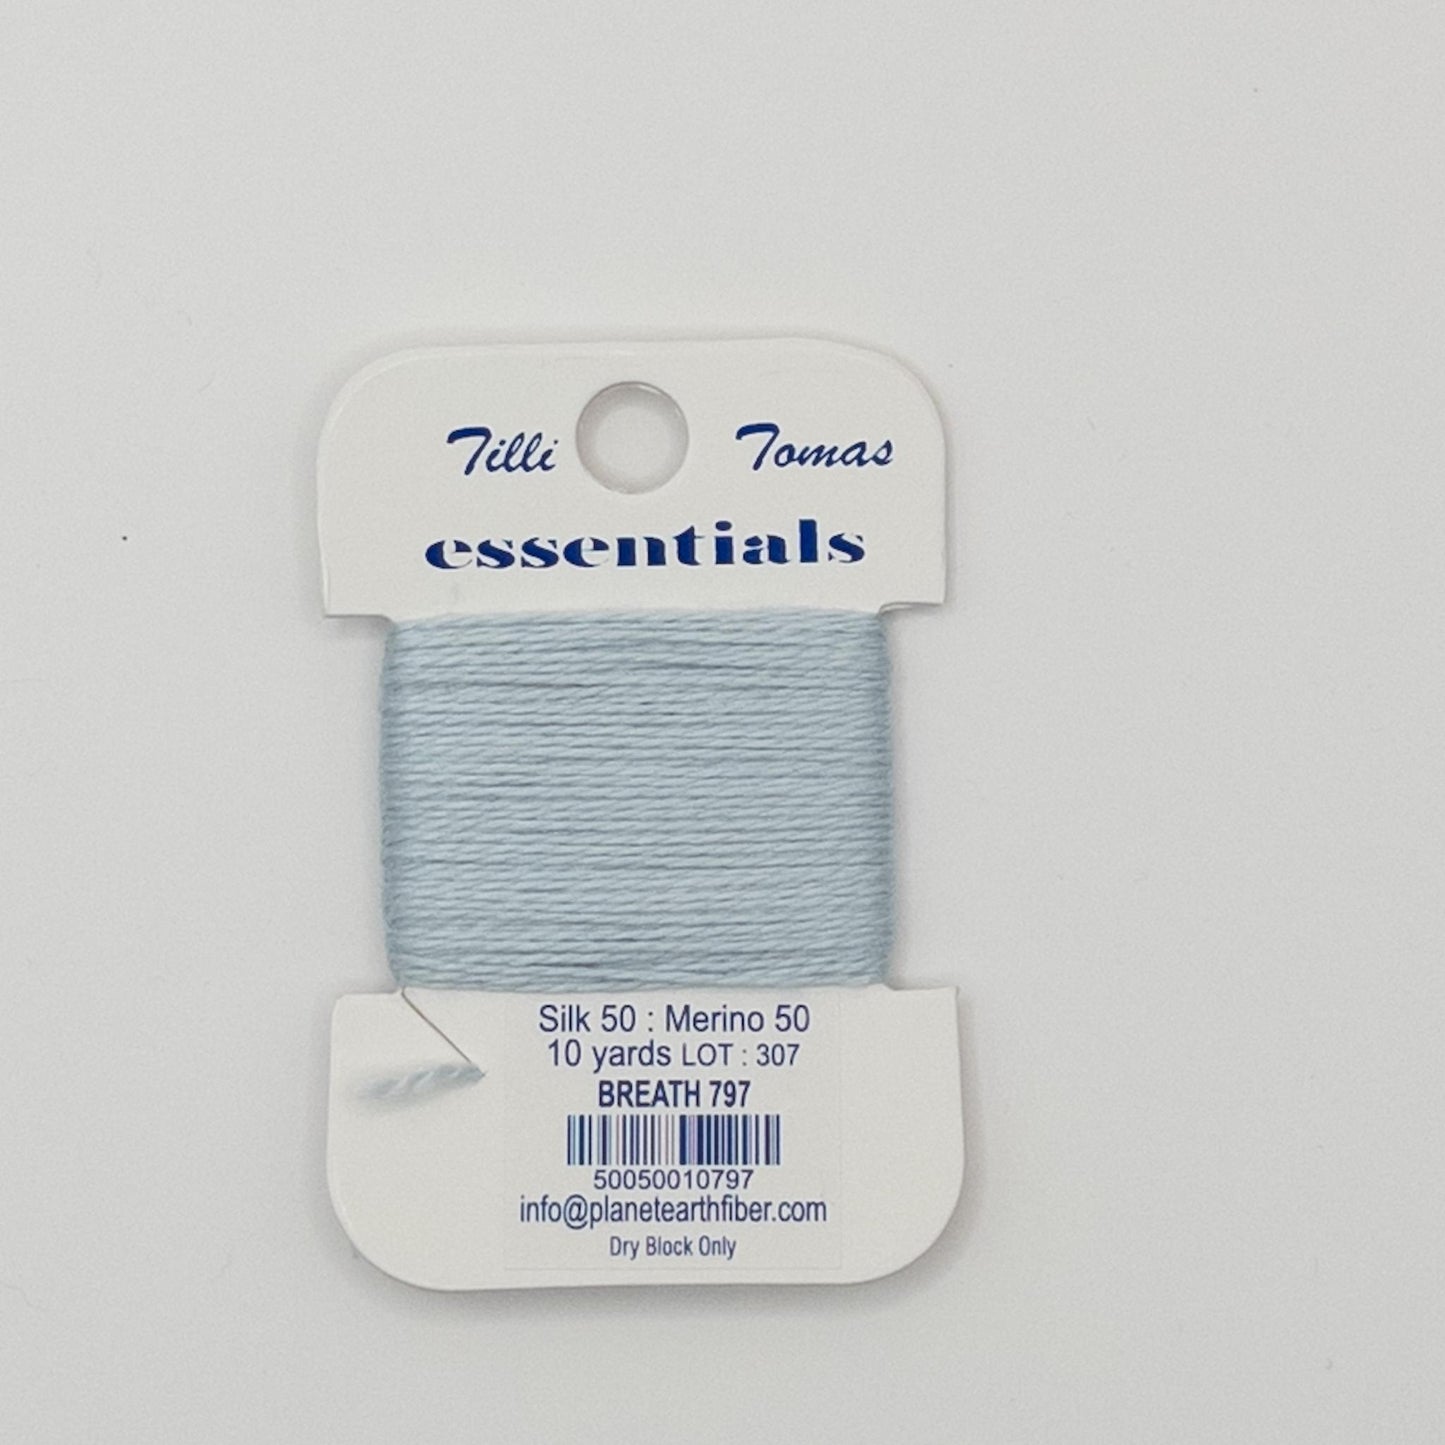 Tilli Tomas
essentials
Silk 50 : Merino 50
10 yards LOT : 307
BREATH 797
50050010797
info@planetearthfiber.com
Dry Block Only